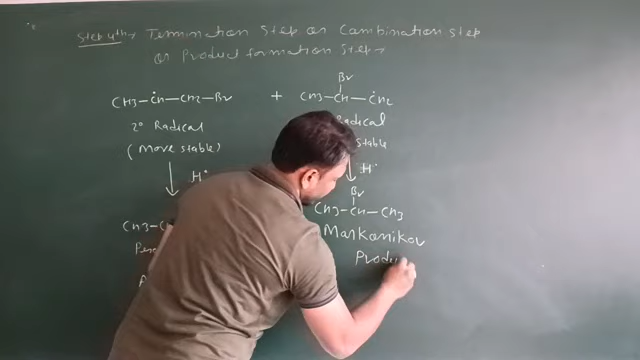 Step 4th→ Termination Step or Combination step
or Product formation Step→
Br
CH3—ĊH—CH2—Br + CH3—CH—ĊH2
2° Radical Radical
(More stable) stable
H• H•
Br
CH3— CH3—CH—CH3
Markonikov
Produ